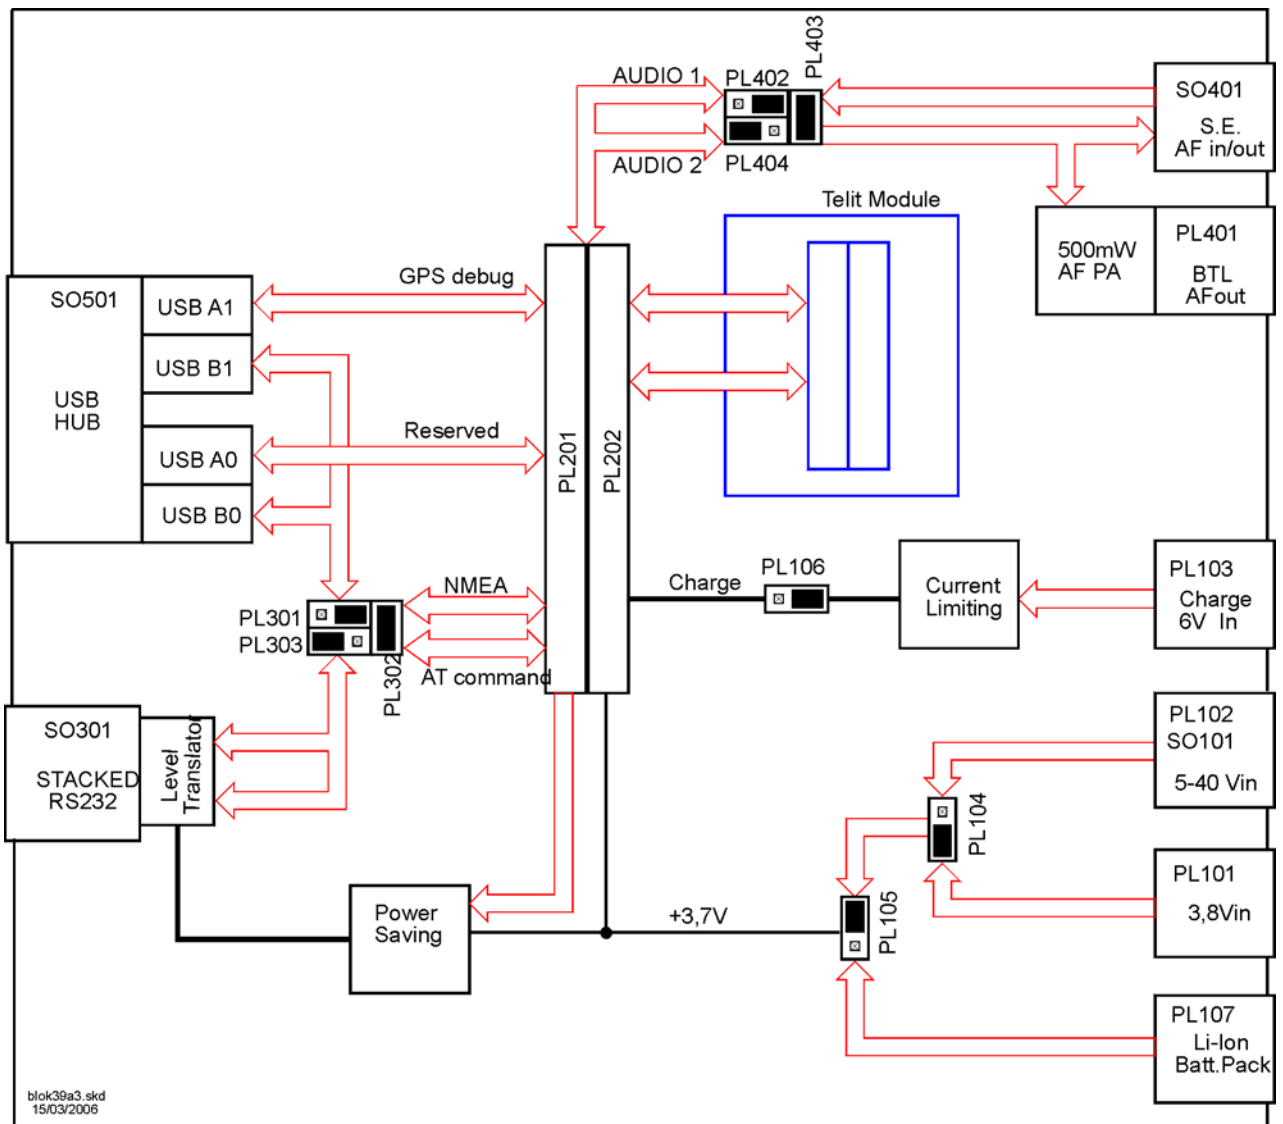 PL403
AUDIO 1
PL402
SO401
S.E.
AF in/out
AUDIO 2
PL404
Telit Module
500mW
AF PA
PL401
BTL
AFout
GPS debug
SO501
USB A1
USB B1
USB
HUB
Reserved
USB A0
USB B0
PL201
PL202
NMEA
PL301
PL303
PL302
AT command
Charge
PL106
Current
Limiting
PL103
Charge
6V In
SO301
STACKED
RS232
Level
Translator
PL102
SO101
5-40 Vin
PL104
PL101
3,8Vin
Power
Saving
+3,7V
PL105
PL107
Li-Ion
Batt.Pack
blok39a3.skd
15/03/2006